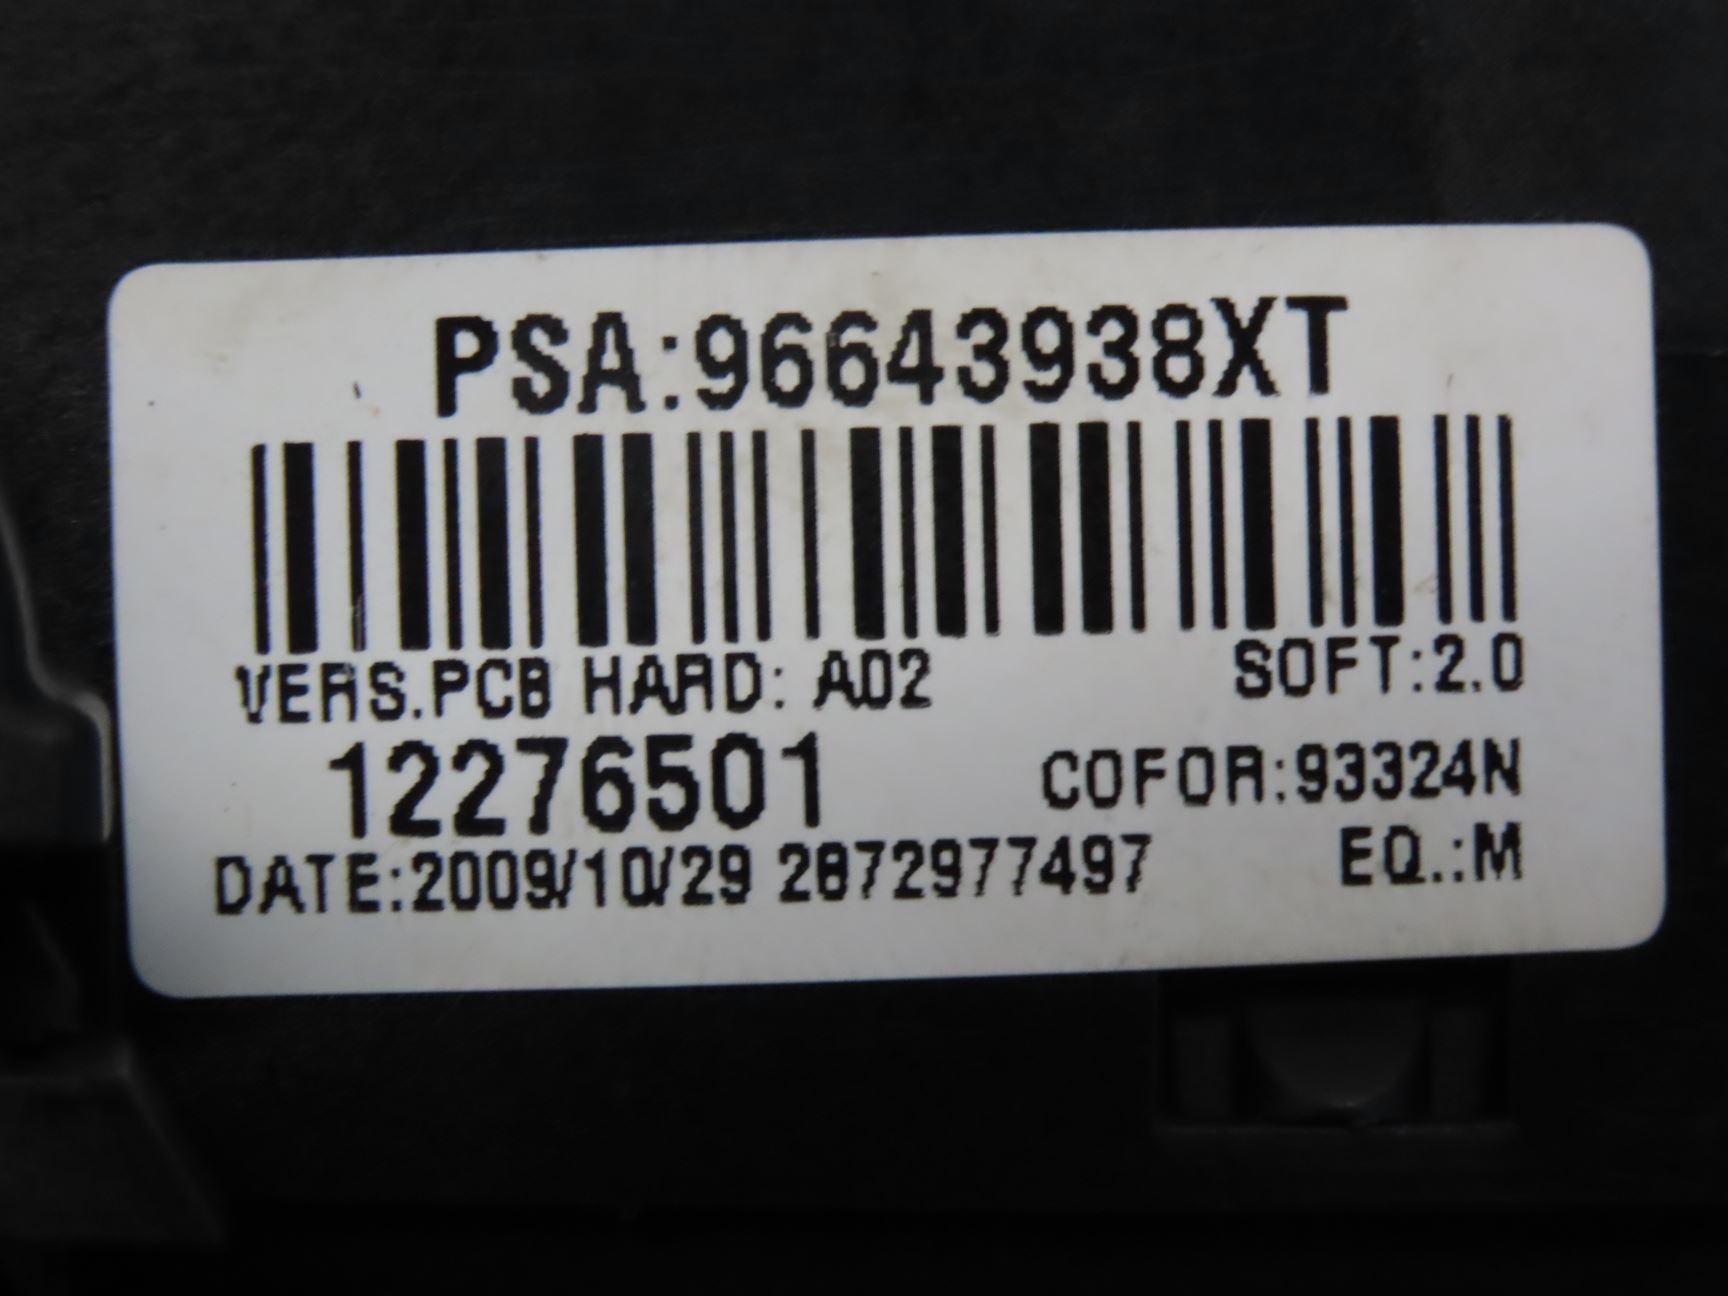 PSA:96643938XT
VERS.PCB HARD: A02 SOFT:2.0
12276501 COFOR:93324N
DATE:2009/10/29 2872977497 EQ.:M